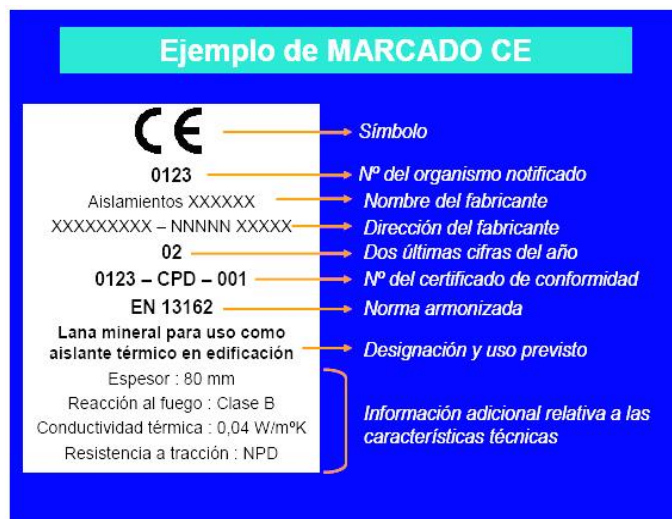 Ejemplo de MARCADO CE
CE
Símbolo
0123
Nº del organismo notificado
Aislamientos XXXXXX
Nombre del fabricante
XXXXXXXXX – NNNNN XXXXX
Dirección del fabricante
02
Dos últimas cifras del año
0123 – CPD – 001
Nº del certificado de conformidad
EN 13162
Norma armonizada
Lana mineral para uso como
aislante térmico en edificación
Designación y uso previsto
Espesor : 80 mm
Reacción al fuego : Clase B
Conductividad térmica : 0,04 W/mºK
Resistencia a tracción : NPD
Información adicional relativa a las
características técnicas